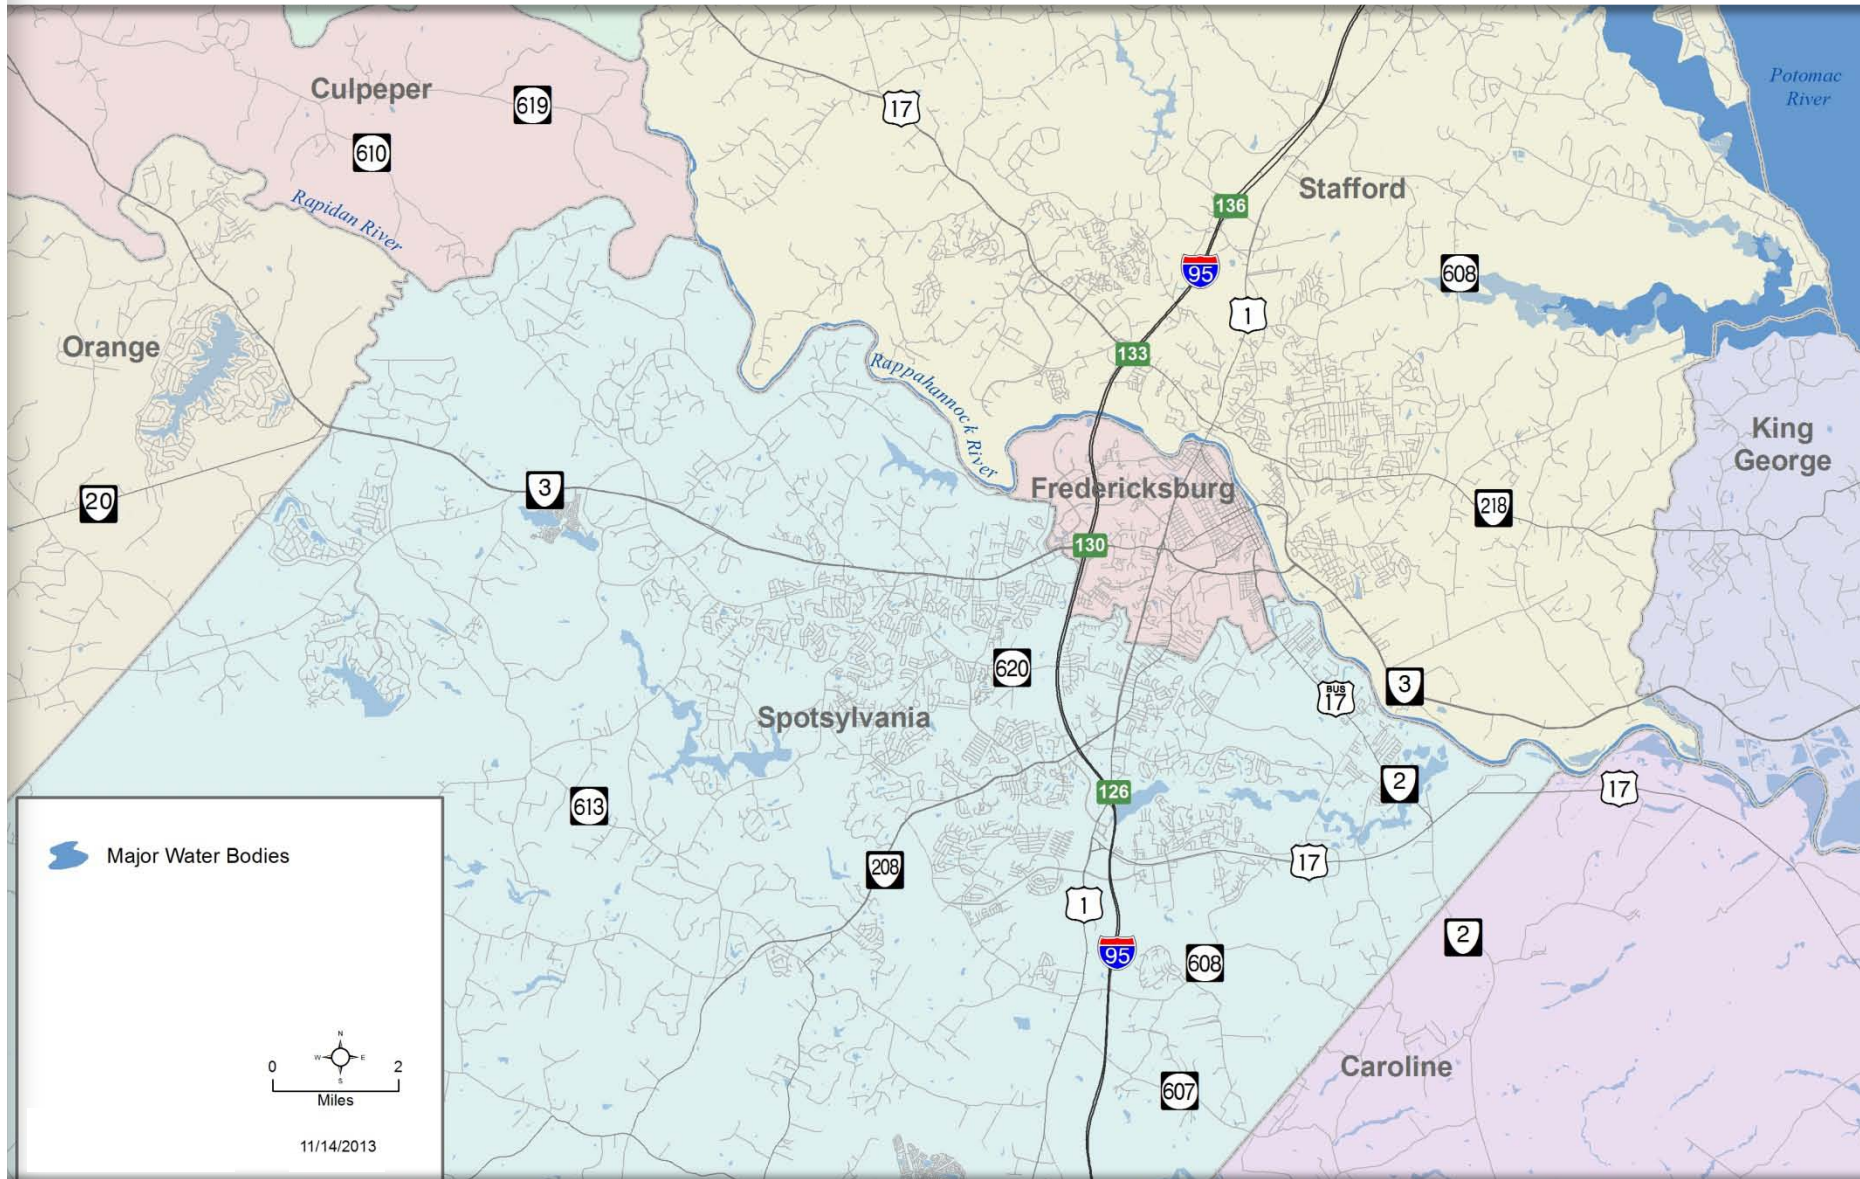 Potomac
River
Culpeper
619
17
610
Stafford
136
Rapidan River
95
608
1
Orange
133
Rappahannock River
King
George
3
Fredericksburg
20
218
130
620
3
BUS
17
Spotsylvania
2
17
126
613
Major Water Bodies
17
208
1
2
95
608
N
W
E
S
0
2
Miles
Caroline
607
11/14/2013